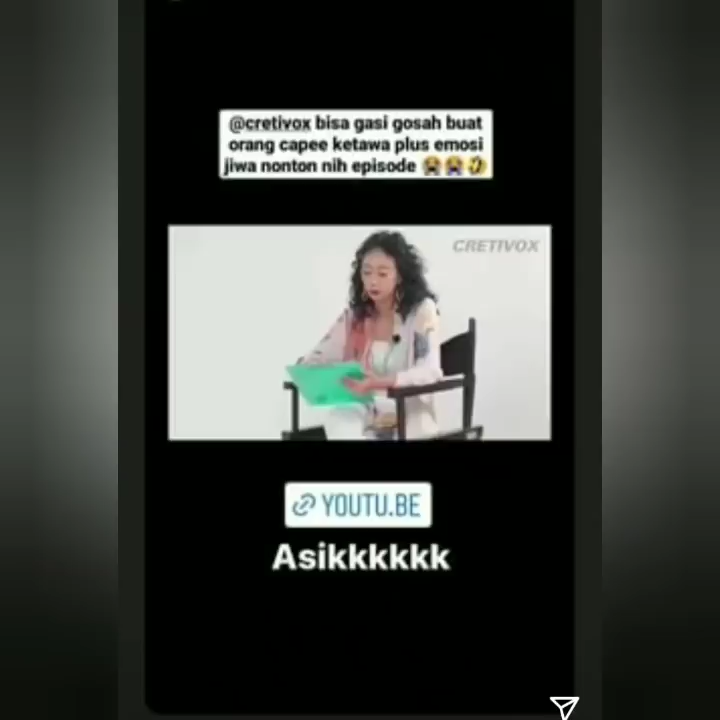 @cretivox bisa gasi gosah buat
orang capee ketawa plus emosi
jiwa nonton nih episode 😭😭🤣
CRETIVOX
YOUTU.BE
Asikkkkkk